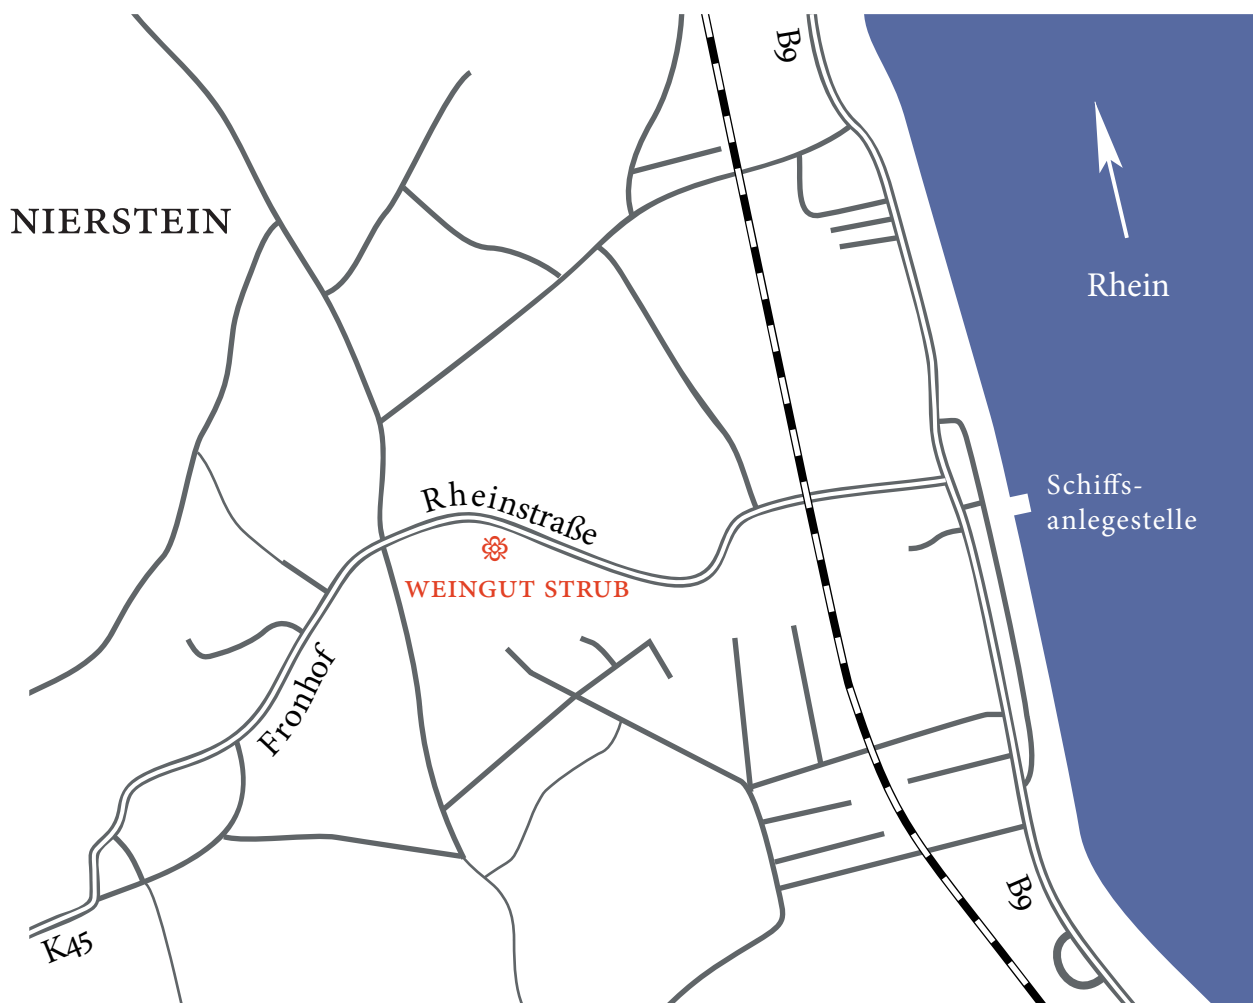 B9
NIERSTEIN
Rhein
Rheinstraße
Schiffs-
anlegestelle
WEINGUT STRUB
Fronhof
B9
K45